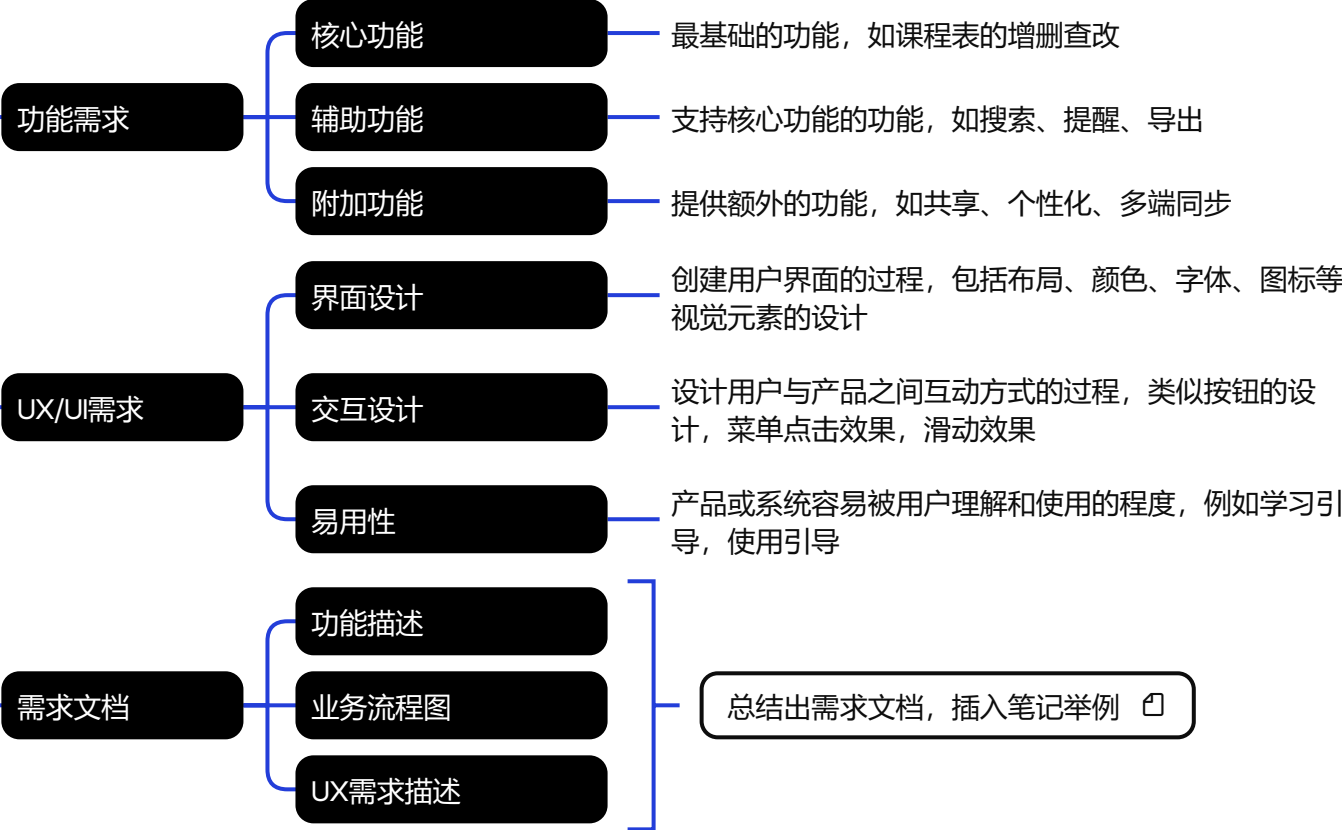 功能需求
核心功能
最基础的功能，如课程表的增删查改
辅助功能
支持核心功能的功能，如搜索、提醒、导出
附加功能
提供额外的功能，如共享、个性化、多端同步
UX/UI需求
界面设计
创建用户界面的过程，包括布局、颜色、字体、图标等
视觉元素的设计
交互设计
设计用户与产品之间互动方式的过程，类似按钮的设
计，菜单点击效果，滑动效果
易用性
产品或系统容易被用户理解和使用的程度，例如学习引
导，使用引导
需求文档
功能描述
业务流程图
UX需求描述
总结出需求文档，插入笔记举例